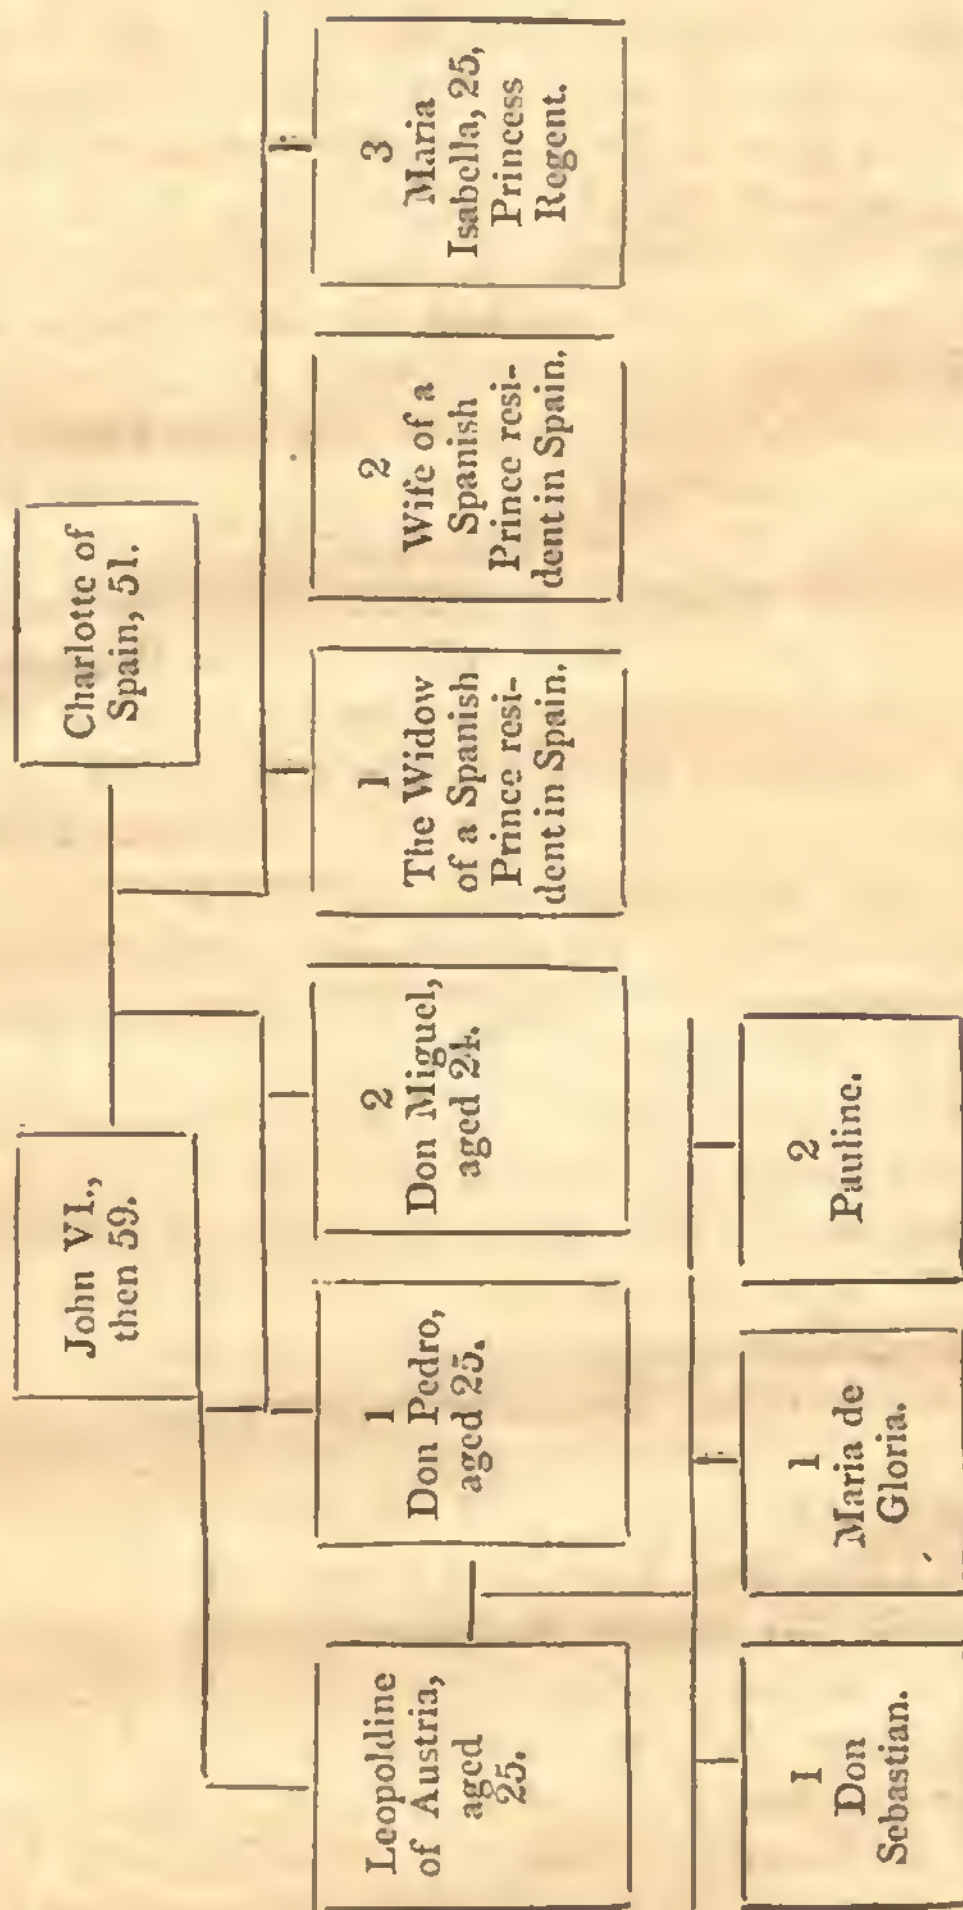 John VI.,
then 59.
Charlotte of
Spain, 51.
Leopoldine
of Austria,
aged
25.
1
Don Pedro,
aged 25.
2
Don Miguel,
aged 24.
1
The Widow
of a Spanish
Prince resi-
dent in Spain.
2
Wife of a
Spanish
Prince resi-
dent in Spain.
3
Maria
Isabella, 25,
Princess
Regent.
1
Don
Sebastian.
1
Maria de
Gloria.
2
Pauline.